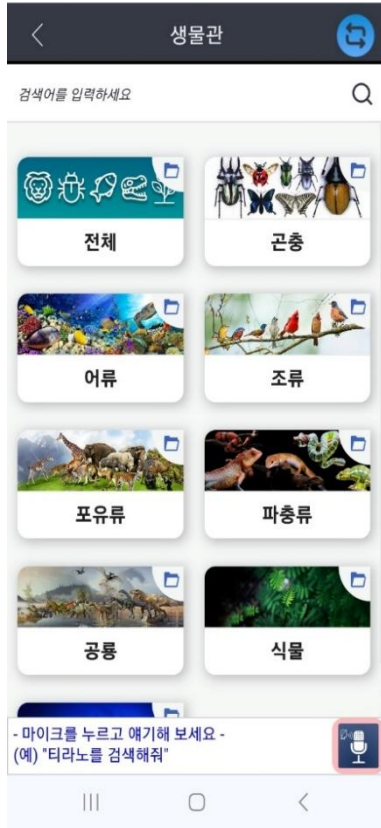 생물관
검색어를 입력하세요
전체
곤충
어류
조류
포유류
파충류
공룡
식물
- 마이크를 누르고 얘기해 보세요 -
(예) "티라노를 검색해줘"